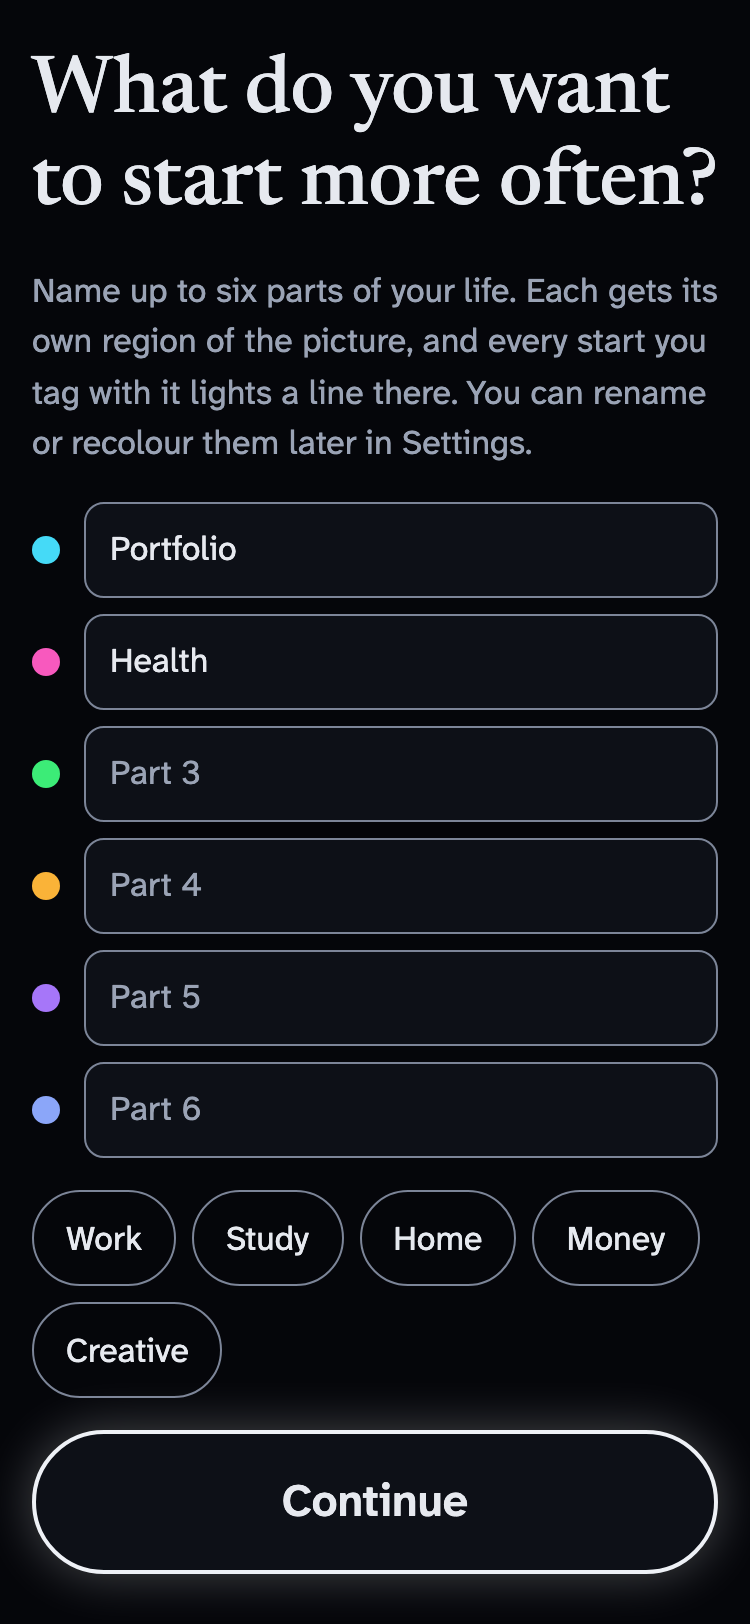 What do you want
to start more often?
Name up to six parts of your life. Each gets its
own region of the picture, and every start you
tag with it lights a line there. You can rename
or recolour them later in Settings.
Portfolio
Health
Part 3
Part 4
Part 5
Part 6
Work Study Home Money
Creative
Continue